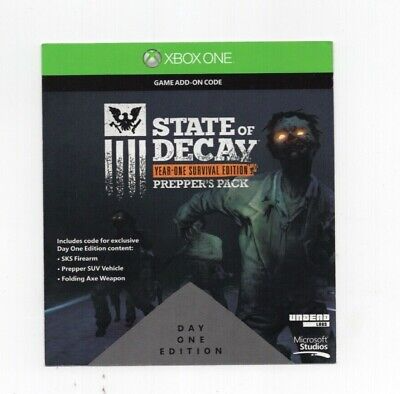 XBOX ONE
GAME ADD-ON CODE
STATE OF
DECAY
YEAR-ONE SURVIVAL EDITION
PREPPER'S PACK
Includes code for exclusive
Day One Edition content:
• SKS Firearm
• Prepper SUV Vehicle
• Folding Axe Weapon
DAY
ONE
EDITION
UNDEAD
LABS
Microsoft
Studios